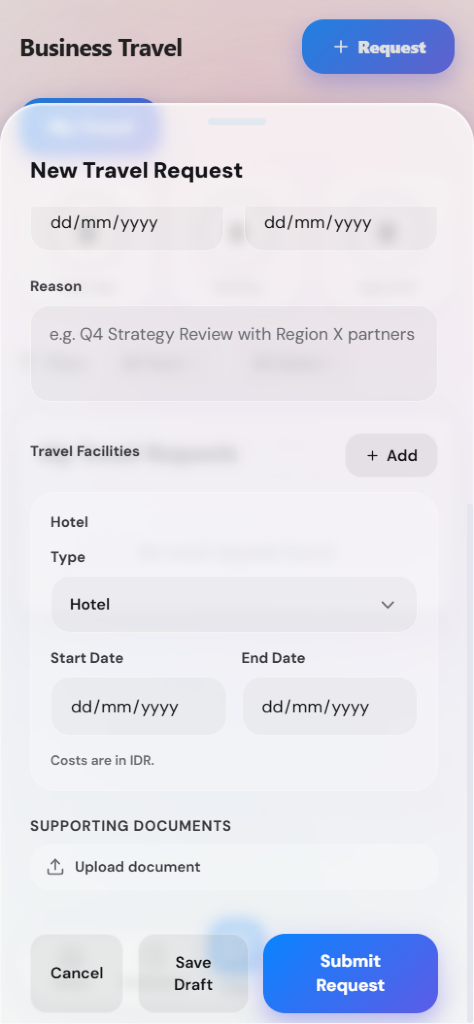 Business Travel
+ Request
New Travel Request
dd/mm/yyyy dd/mm/yyyy
Reason
e.g. Q4 Strategy Review with Region X partners
Travel Facilities
+ Add
Hotel
Type
Hotel
Start Date End Date
dd/mm/yyyy dd/mm/yyyy
Costs are in IDR.
SUPPORTING DOCUMENTS
Upload document
Cancel
Save
Draft
Submit
Request